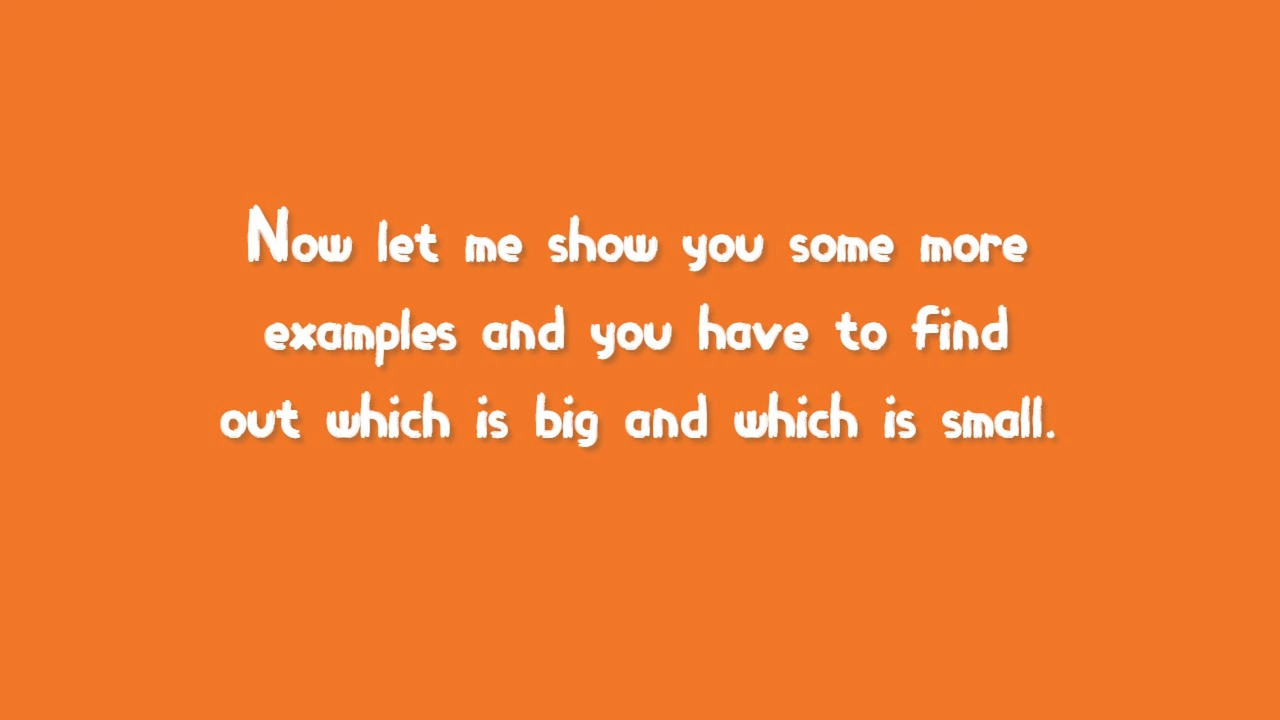 Now let me show you some more
examples and you have to find
out which is big and which is small.